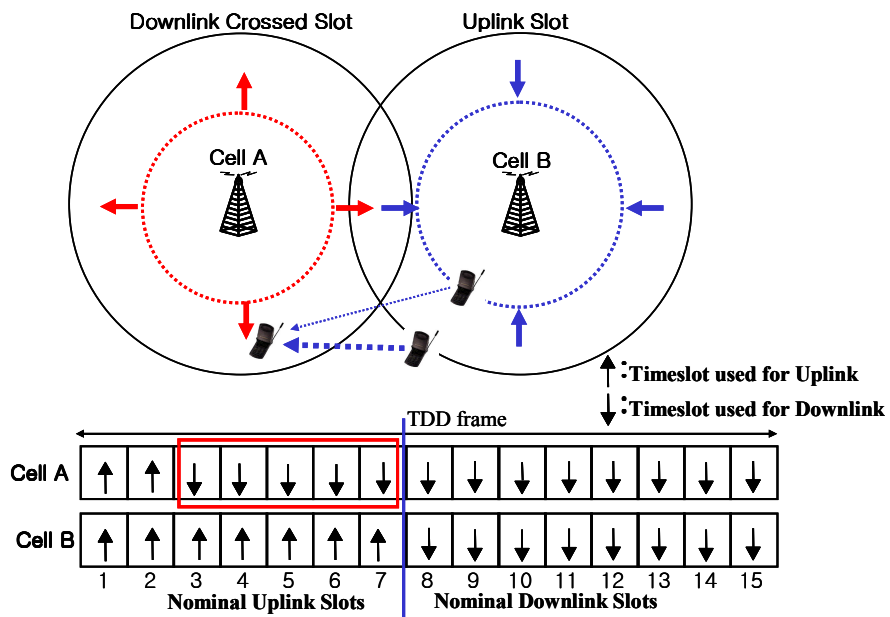 Downlink Crossed Slot
Uplink Slot
Cell A
Cell B
:Timeslot used for Uplink
:Timeslot used for Downlink
TDD frame
Cell A
Cell B
1 2 3 4 5 6 7 8 9 10 11 12 13 14 15
Nominal Uplink Slots Nominal Downlink Slots